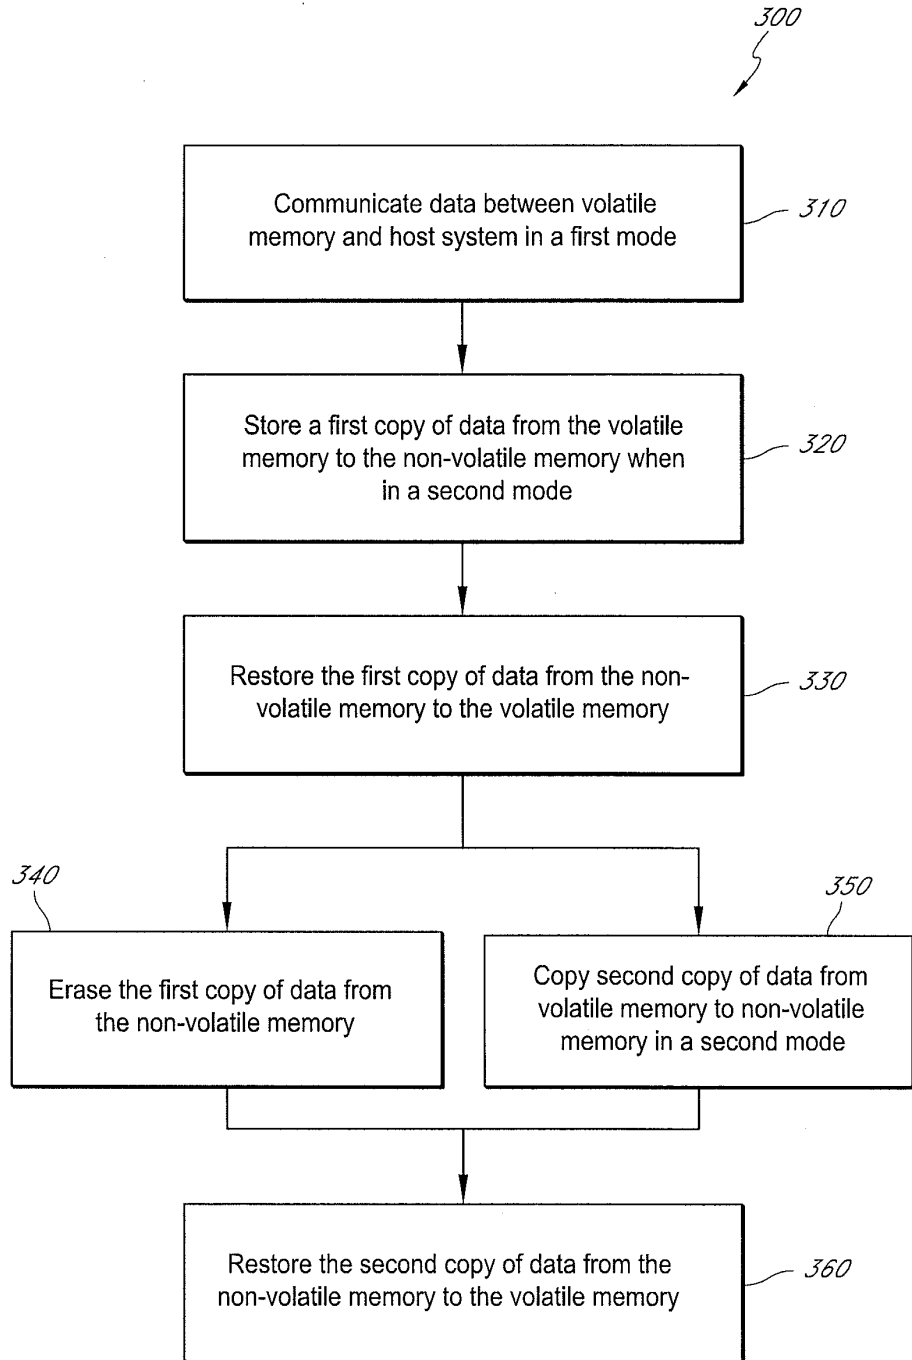 300
Communicate data between volatile
memory and host system in a first mode
310
Store a first copy of data from the volatile
memory to the non-volatile memory when
in a second mode
320
Restore the first copy of data from the non-
volatile memory to the volatile memory
330
340
Erase the first copy of data from
the non-volatile memory
350
Copy second copy of data from
volatile memory to non-volatile
memory in a second mode
Restore the second copy of data from the
non-volatile memory to the volatile memory
360